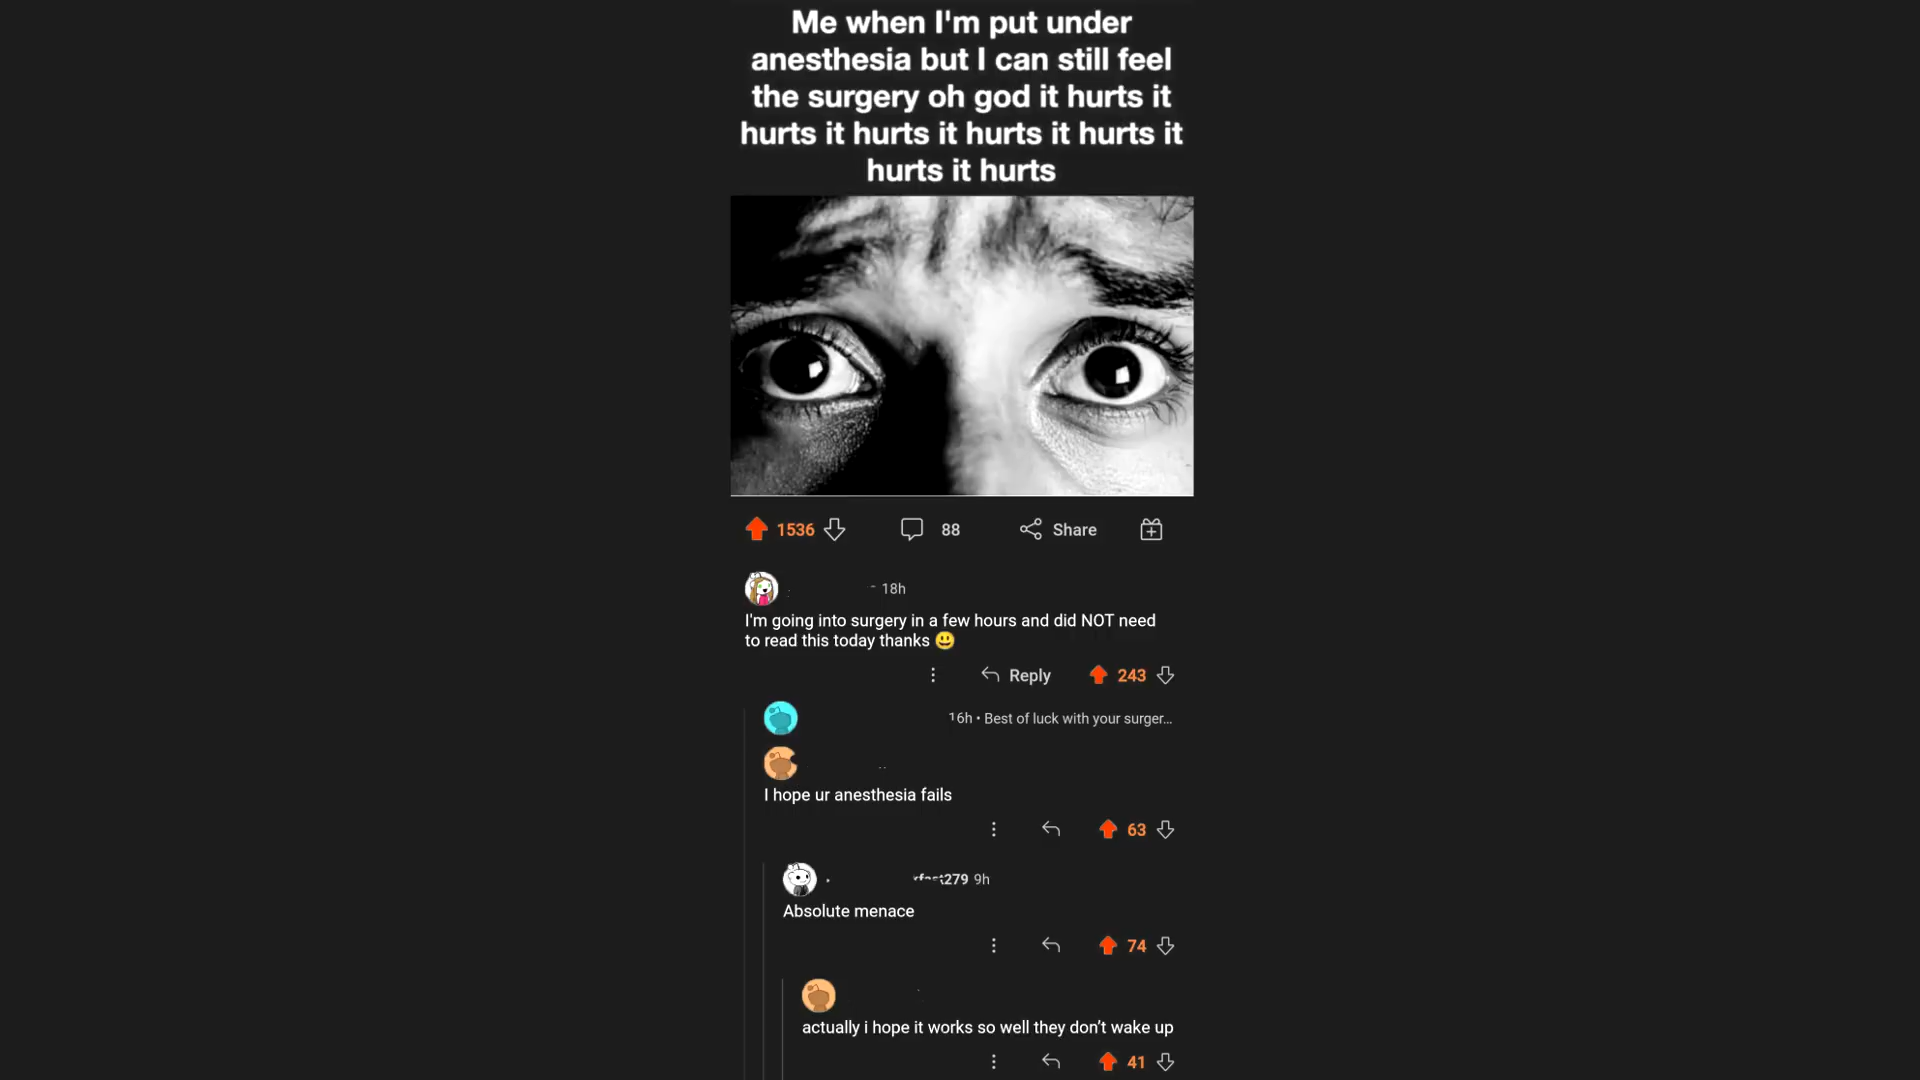 Me when I'm put under
anesthesia but I can still feel
the surgery oh god it hurts it
hurts it hurts it hurts it hurts it
hurts it hurts
1536
88
Share
18h
I'm going into surgery in a few hours and did NOT need
to read this today thanks 😃
Reply
243
16h • Best of luck with your surger...
I hope ur anesthesia fails
63
279 9h
Absolute menace
74
actually i hope it works so well they don’t wake up
41